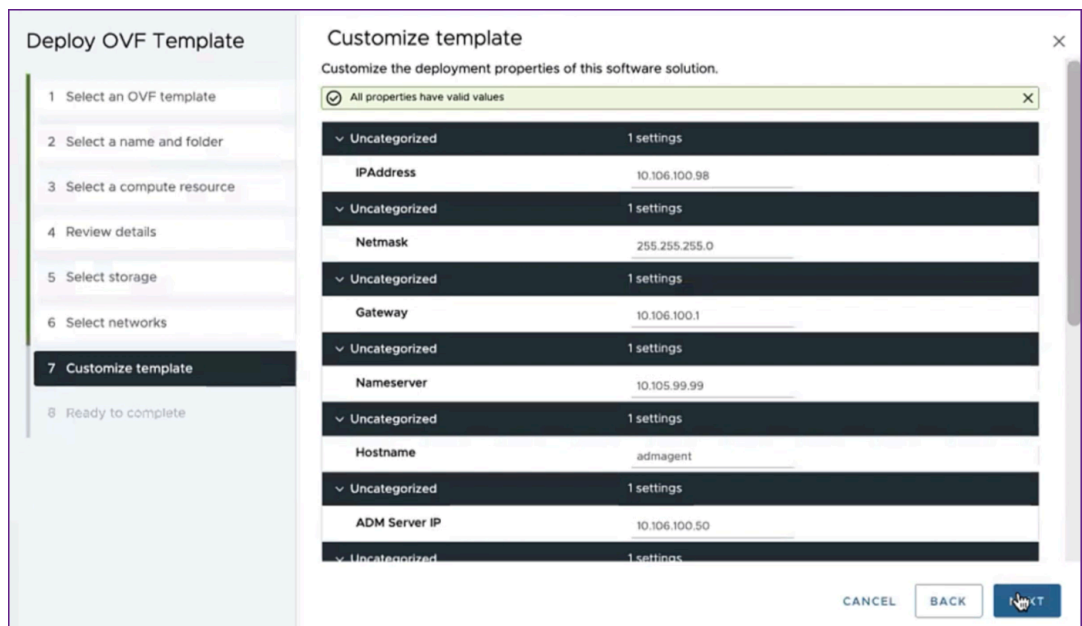 Deploy OVF Template
1 Select an OVF template
2 Select a name and folder
3 Select a compute resource
4 Review details
5 Select storage
6 Select networks
7 Customize template
8 Ready to complete
Customize template
Customize the deployment properties of this software solution.
All properties have valid values
Uncategorized 1 settings
IPAddress 10.106.100.98
Uncategorized 1 settings
Netmask 255.255.255.0
Uncategorized 1 settings
Gateway 10.106.100.1
Uncategorized 1 settings
Nameserver 10.105.99.99
Uncategorized 1 settings
Hostname admagent
Uncategorized 1 settings
ADM Server IP 10.106.100.50
Uncategorized 1 settings
CANCEL BACK NEXT